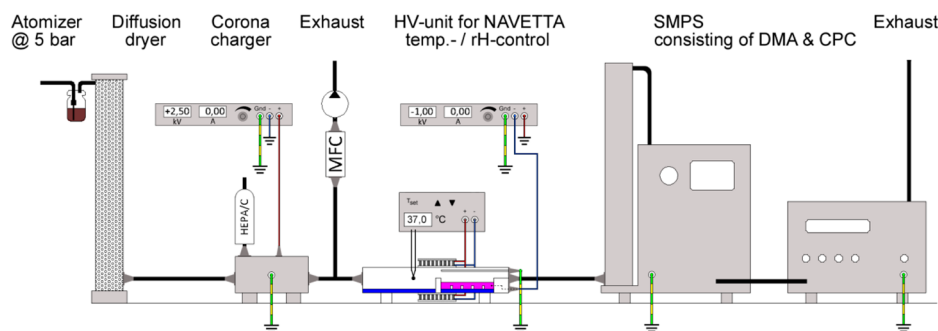 Atomizer
@ 5 bar
Diffusion
dryer
Corona
charger
Exhaust
HV-unit for NAVETTA
temp.- / rH-control
SMPS
consisting of DMA & CPC
Exhaust
+2,50
kV
0,00
A
Gnd - +
-1,00
kV
0,00
A
Gnd - +
MFC
HEPA/C
Tset
37,0 °C
+ -